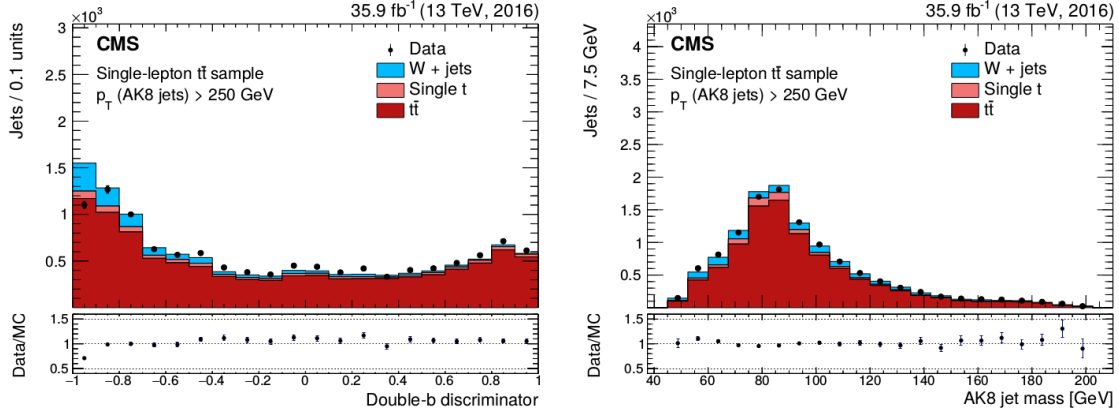 35.9 fb⁻¹ (13 TeV, 2016)
×10³
CMS
Single-lepton tt̄ sample
p_T (AK8 jets) > 250 GeV
Data
W + jets
Single t
tt̄
Jets / 0.1 units
3
2.5
2
1.5
1
0.5
Data/MC
1.5
1
0.5
−1 −0.8 −0.6 −0.4 −0.2 0 0.2 0.4 0.6 0.8 1
Double-b discriminator
35.9 fb⁻¹ (13 TeV, 2016)
×10³
CMS
Single-lepton tt̄ sample
p_T (AK8 jets) > 250 GeV
Data
W + jets
Single t
tt̄
Jets / 7.5 GeV
4
3.5
3
2.5
2
1.5
1
0.5
Data/MC
1.5
1
0.5
40 60 80 100 120 140 160 180 200
AK8 jet mass [GeV]